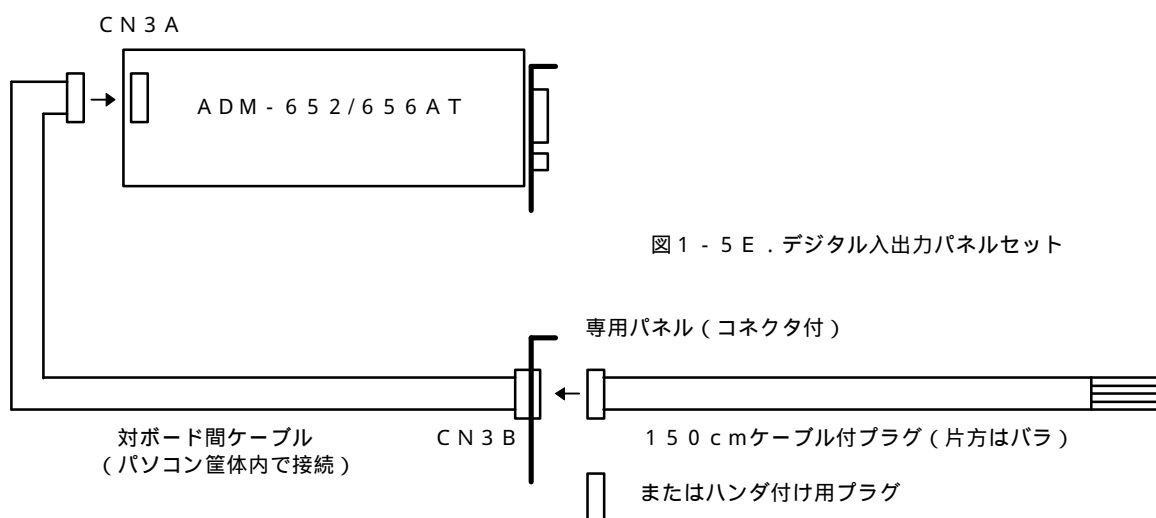 CN3A
ADM-652/656AT
図1-5E.デジタル入出力パネルセット
専用パネル(コネクタ付)
対ボード間ケーブル
(パソコン筐体内で接続)
CN3B
150cmケーブル付プラグ(片方はバラ)
またはハンダ付け用プラグ